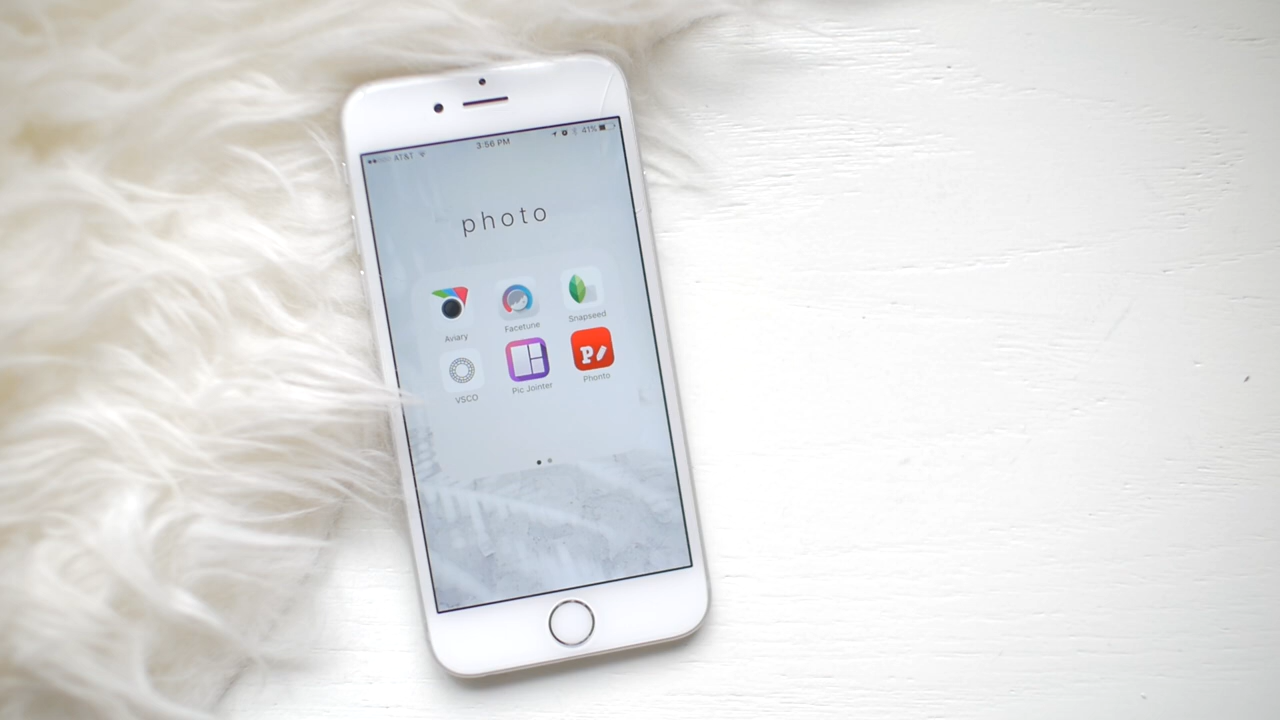 AT&T 3:56 PM 41%
photo
Aviary Facetune Snapseed
P
VSCO Pic Jointer Phonto